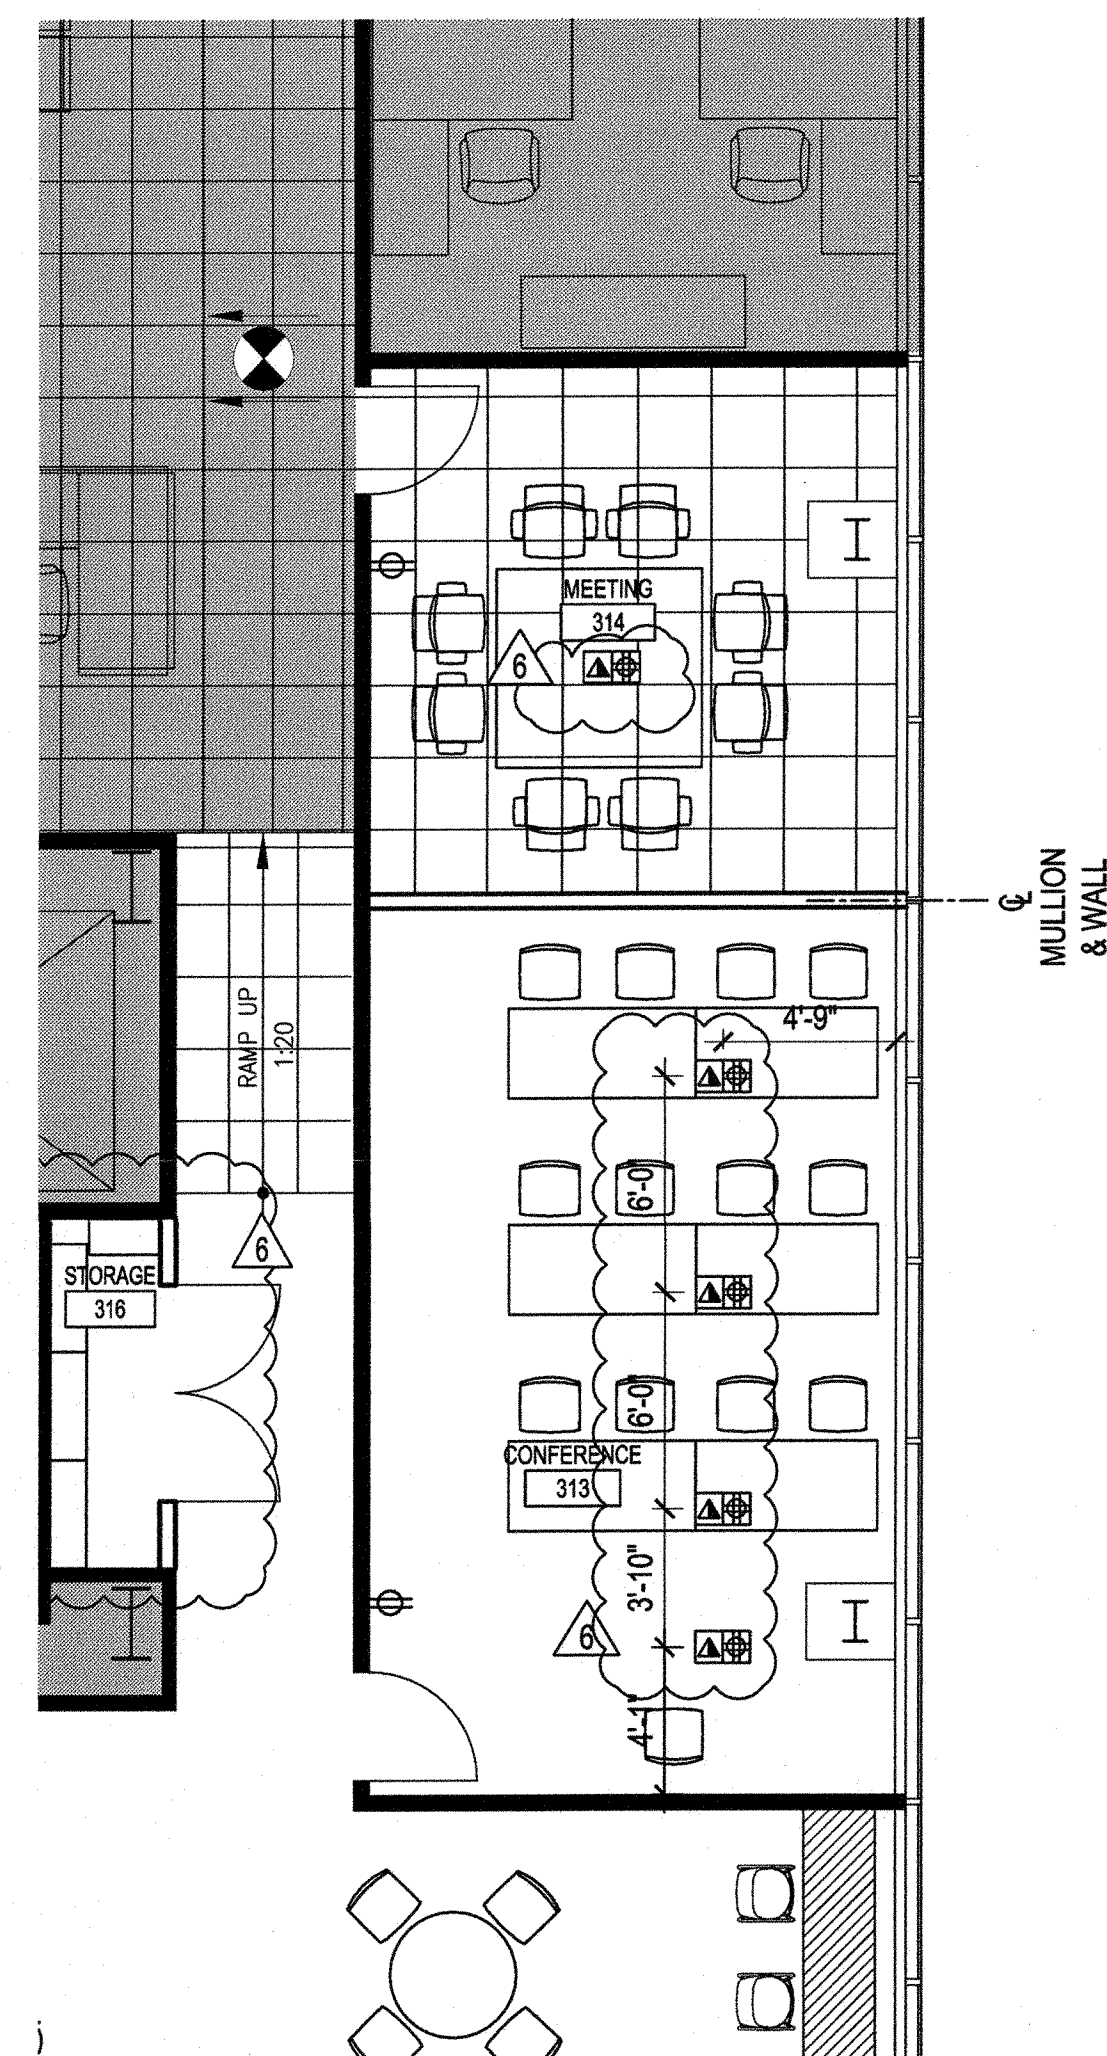 MEETING
314
6
℄
MULLION
& WALL
RAMP UP
1:20
4'-9"
6'-0"
6
STORAGE
316
6'-0"
CONFERENCE
313
3'-10"
6
4'-1"
)